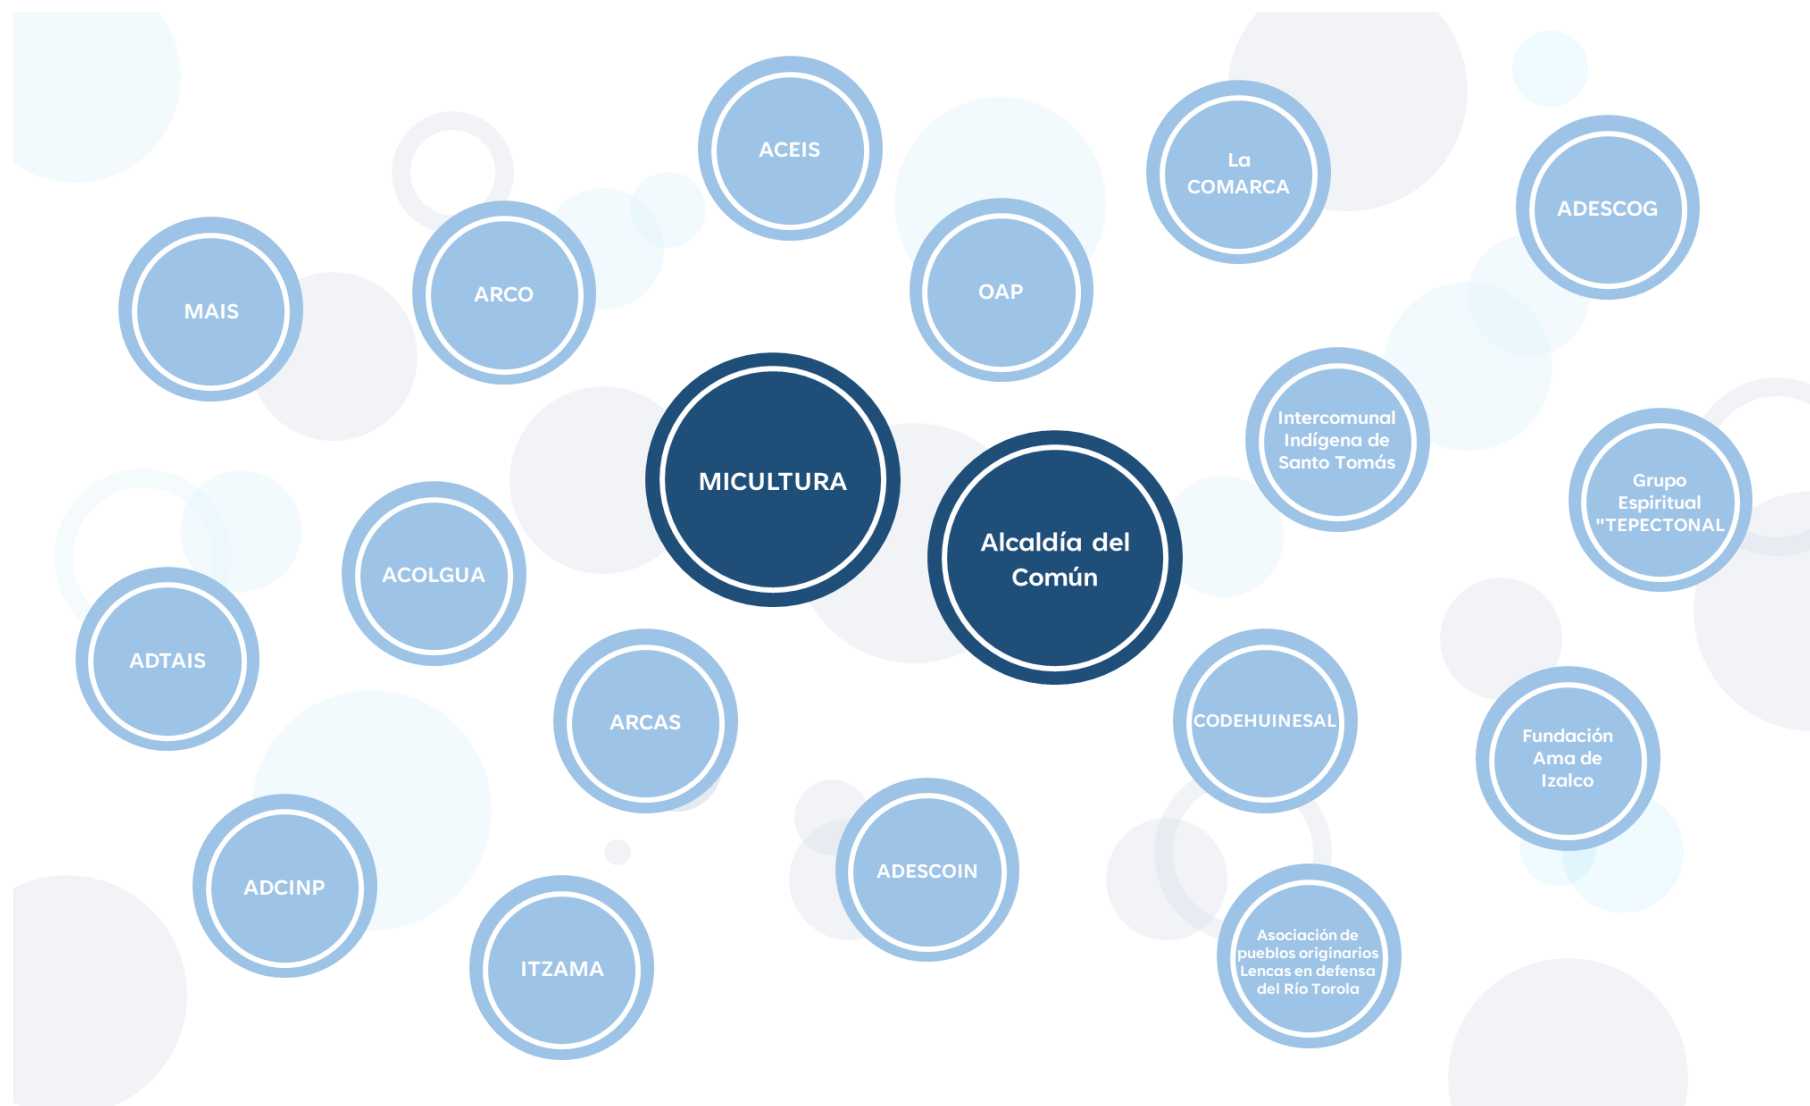 ACEIS
La
COMARCA
ADESCOG
MAIS
ARCO
OAP
MICULTURA
Intercomunal
Indígena de
Santo Tomás
Grupo
Espiritual
"TEPECTONAL
Alcaldía del
Común
ACOLGUA
ADTAIS
ARCAS
CODEHUINESAL
Fundación
Ama de
Izalco
ADCINP
ADESCOIN
ITZAMA
Asociación de
pueblos originarios
Lencas en defensa
del Río Torola